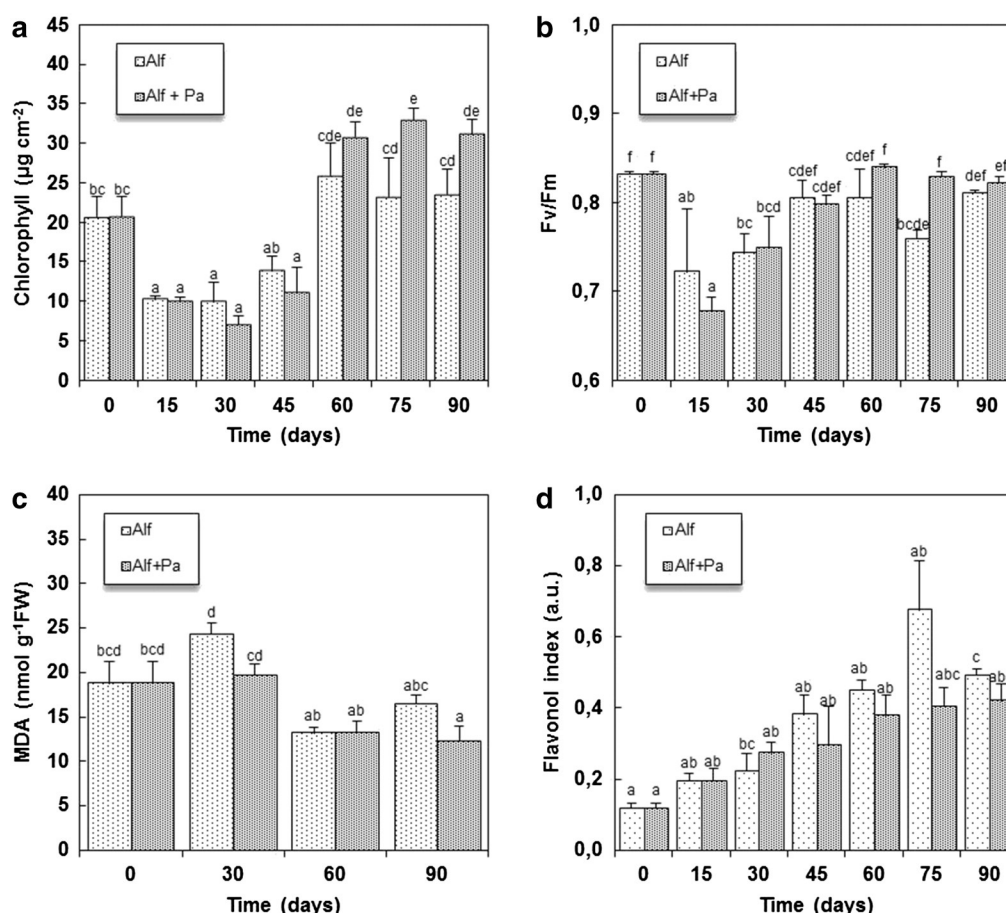 a
Chlorophyll (µg cm-2)
45
40
35
30
25
20
15
10
5
0
Alf
Alf + Pa
bc bc
a a
a a
ab a
cde de
cd e
cd de
0 15 30 45 60 75 90
Time (days)
b
Fv/Fm
1,0
0,9
0,8
0,7
0,6
Alf
Alf+Pa
f f
ab a
bc bcd
cdef cdef
cdef f
bcde f
def ef
0 15 30 45 60 75 90
Time (days)
c
MDA (nmol g-1FW)
40
35
30
25
20
15
10
5
0
Alf
Alf+Pa
bcd bcd
d cd
ab ab
abc a
0 30 60 90
Time (days)
d
Flavonol index (a.u.)
1,0
0,8
0,6
0,4
0,2
0,0
Alf
Alf+Pa
a a
ab ab
bc ab
ab ab
ab ab
ab abc
c ab
0 15 30 45 60 75 90
Time (days)